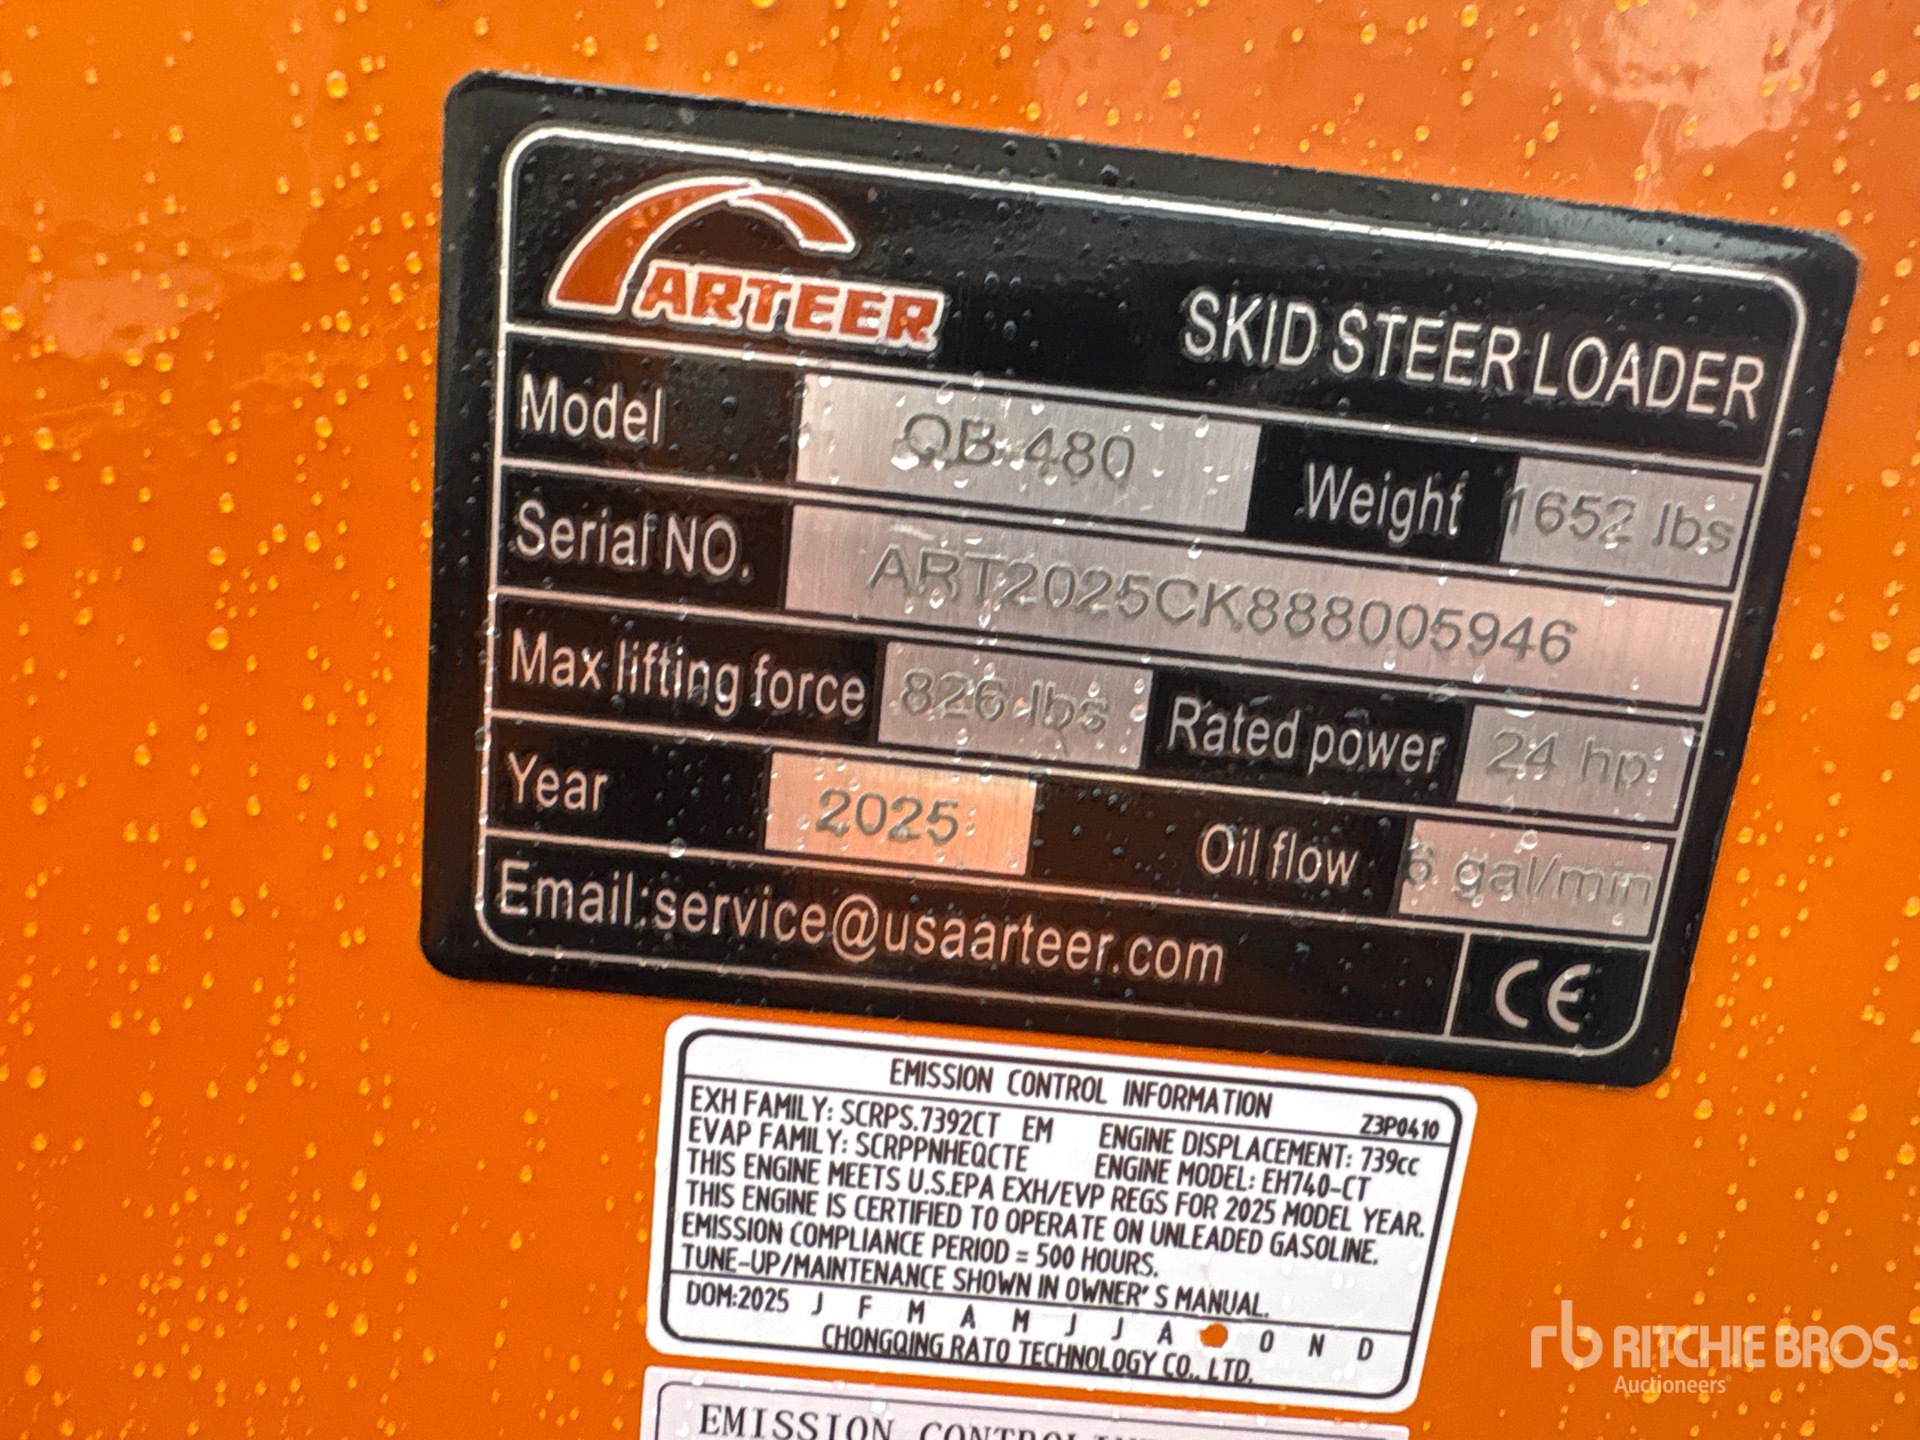 ARTEER
SKID STEER LOADER
Model QB-480 Weight 1652 lbs
Serial NO. ART2025CK888005946
Max lifting force 826 lbs Rated power 24 hp
Year 2025 Oil flow 6 gal/min
Email:service@usaarteer.com CE
EMISSION CONTROL INFORMATION Z3P0410
EXH FAMILY: SCRPS.7392CT EM ENGINE DISPLACEMENT: 739cc
EVAP FAMILY: SCRPPNHEQCTE ENGINE MODEL: EH740-CT
THIS ENGINE MEETS U.S.EPA EXH/EVP REGS FOR 2025 MODEL YEAR.
THIS ENGINE IS CERTIFIED TO OPERATE ON UNLEADED GASOLINE.
EMISSION COMPLIANCE PERIOD = 500 HOURS.
TUNE-UP/MAINTENANCE SHOWN IN OWNER'S MANUAL.
DOM:2025 J F M A M J J A O N D
CHONGQING RATO TECHNOLOGY CO., LTD.
EMISSION
rb RITCHIE BROS.
Auctioneers